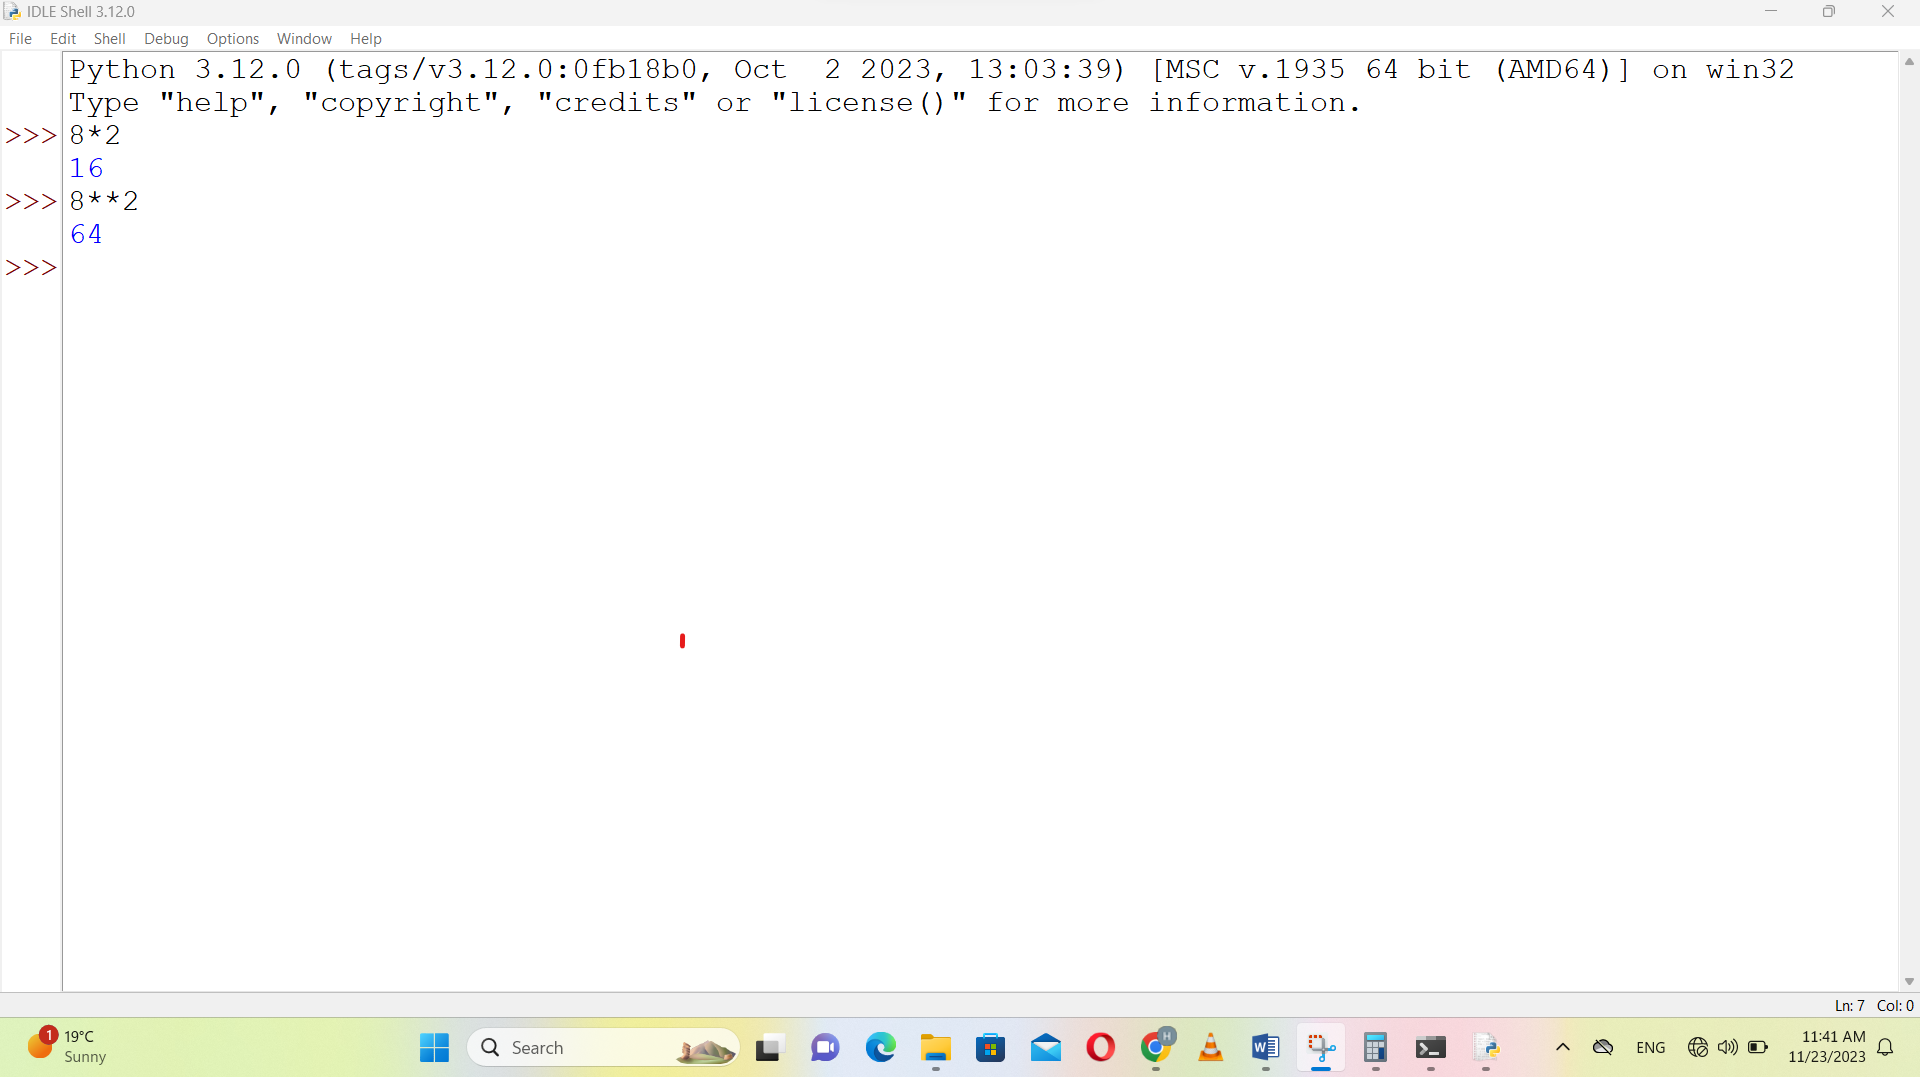 IDLE Shell 3.12.0
File Edit Shell Debug Options Window Help
Python 3.12.0 (tags/v3.12.0:0fb18b0, Oct  2 2023, 13:03:39) [MSC v.1935 64 bit (AMD64)] on win32
Type "help", "copyright", "credits" or "license()" for more information.
>>> 8*2
16
>>> 8**2
64
>>>
Ln: 7 Col: 0
1 19°C
Sunny
Search
H
W
ENG
11:41 AM
11/23/2023